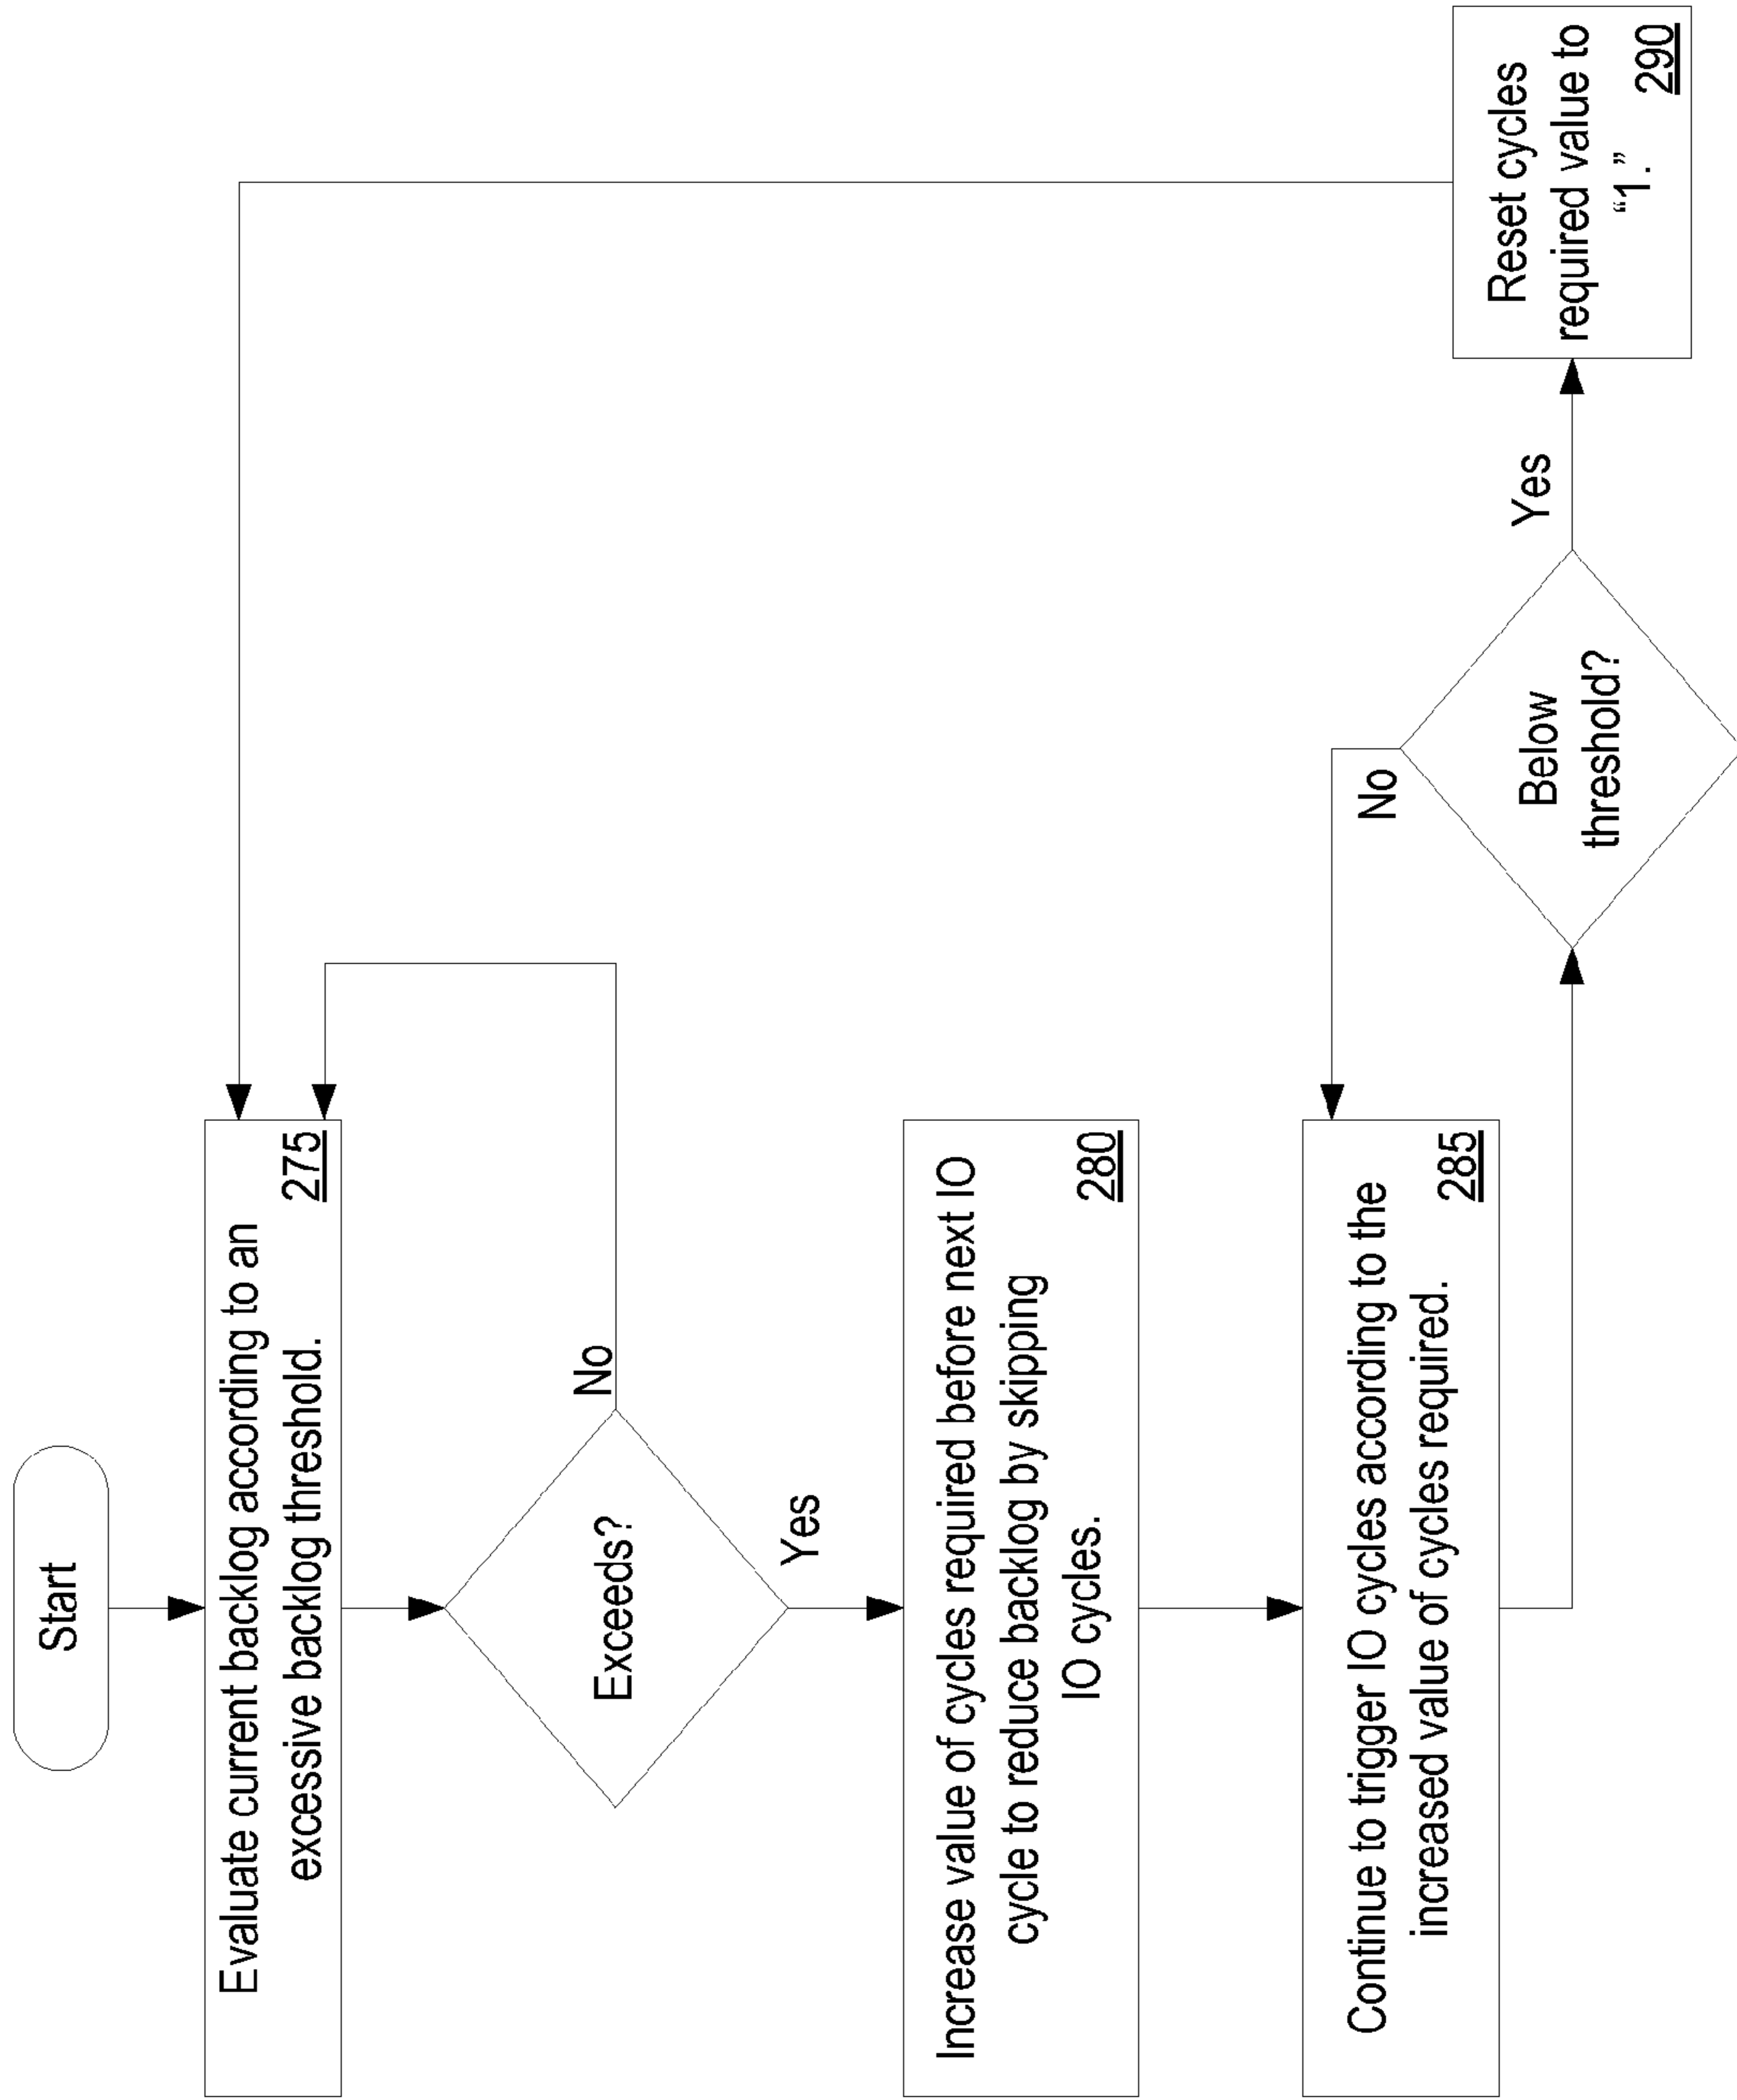 Start
Evaluate current backlog according to an
excessive backlog threshold.
275
Exceeds?
No
Yes
Increase value of cycles required before next IO
cycle to reduce backlog by skipping
IO cycles.
280
Continue to trigger IO cycles according to the
increased value of cycles required.
285
Below
threshold?
No
Yes
Reset cycles
required value to
“1.”
290